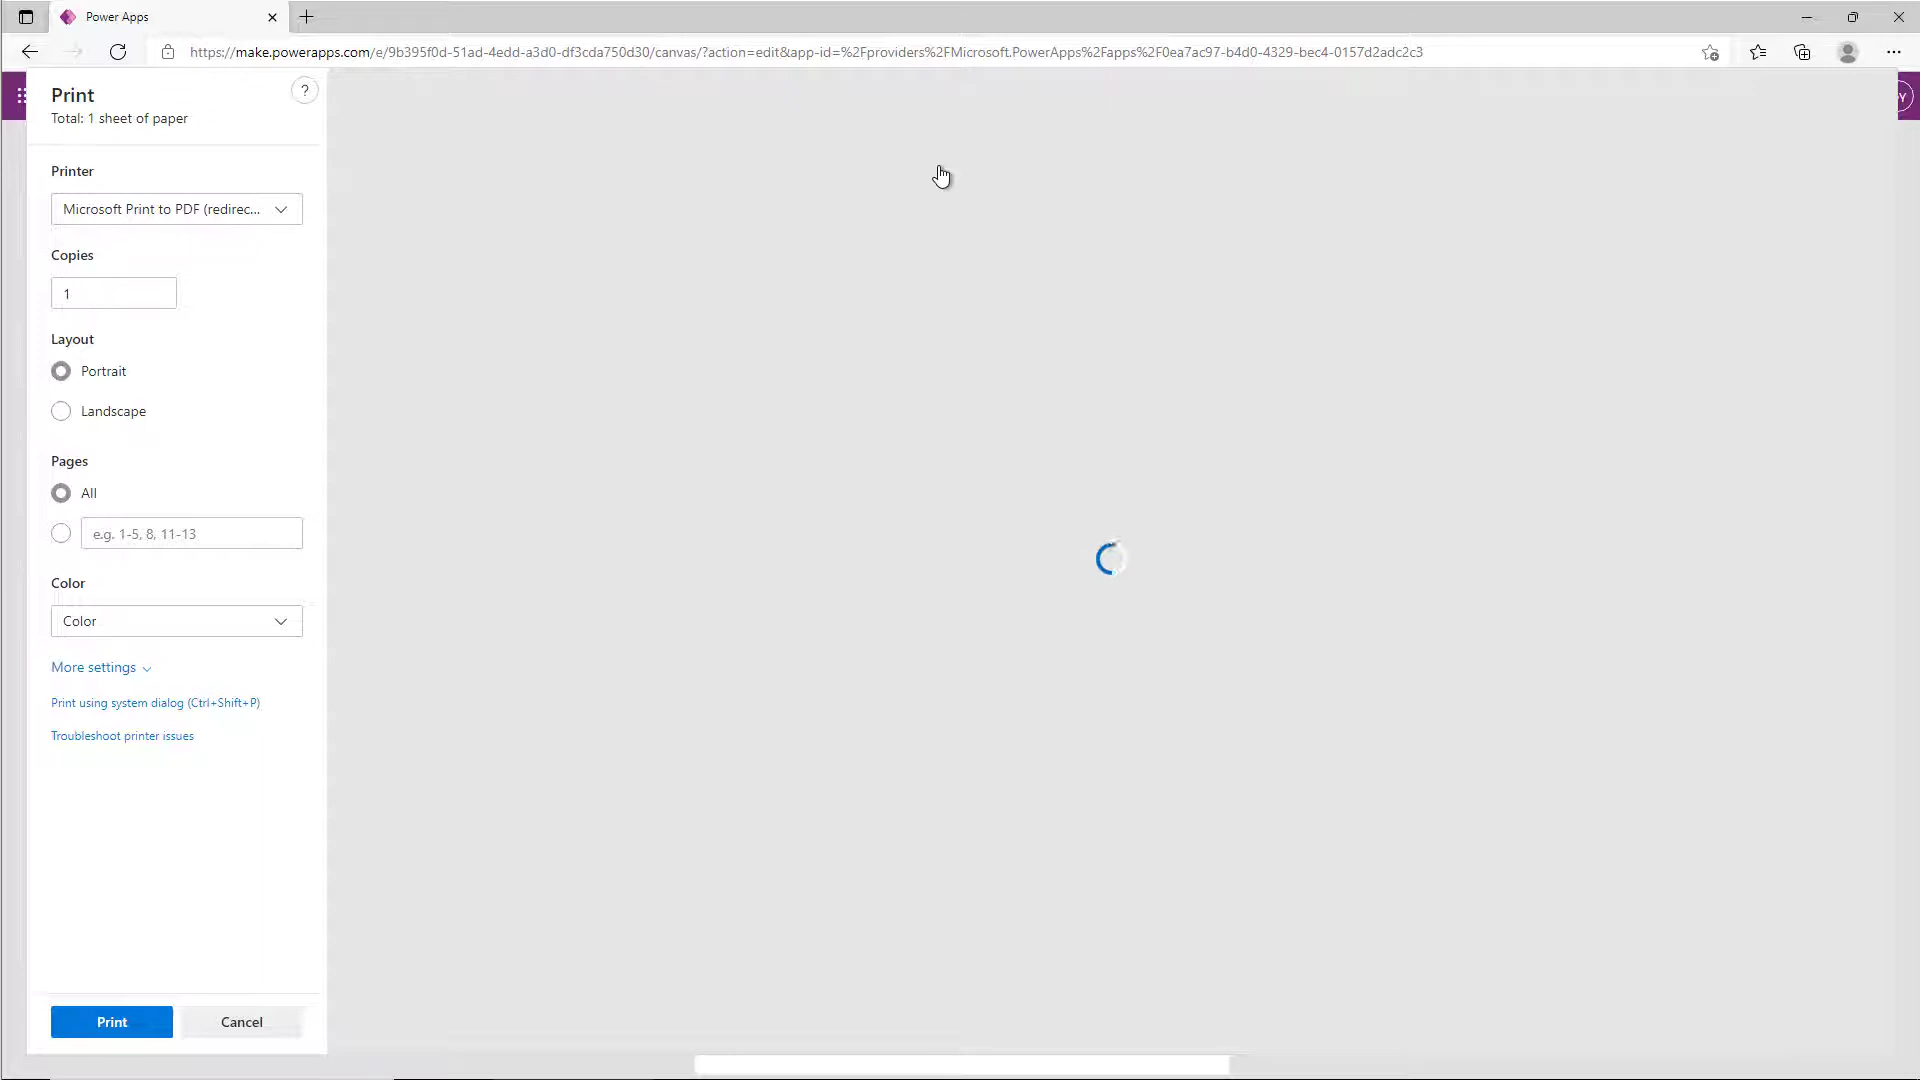 Power Apps
https://make.powerapps.com/e/9b395f0d-51ad-4edd-a3d0-df3cda750d30/canvas/?action=edit&app-id=%2Fproviders%2FMicrosoft.PowerApps%2Fapps%2F0ea7ac97-b4d0-4329-bec4-0157d2adc2c3
Print
?
Total: 1 sheet of paper
Printer
Microsoft Print to PDF (redirec...
Copies
1
Layout
Portrait
Landscape
Pages
All
e.g. 1-5, 8, 11-13
Color
Color
More settings
Print using system dialog (Ctrl+Shift+P)
Troubleshoot printer issues
Print
Cancel